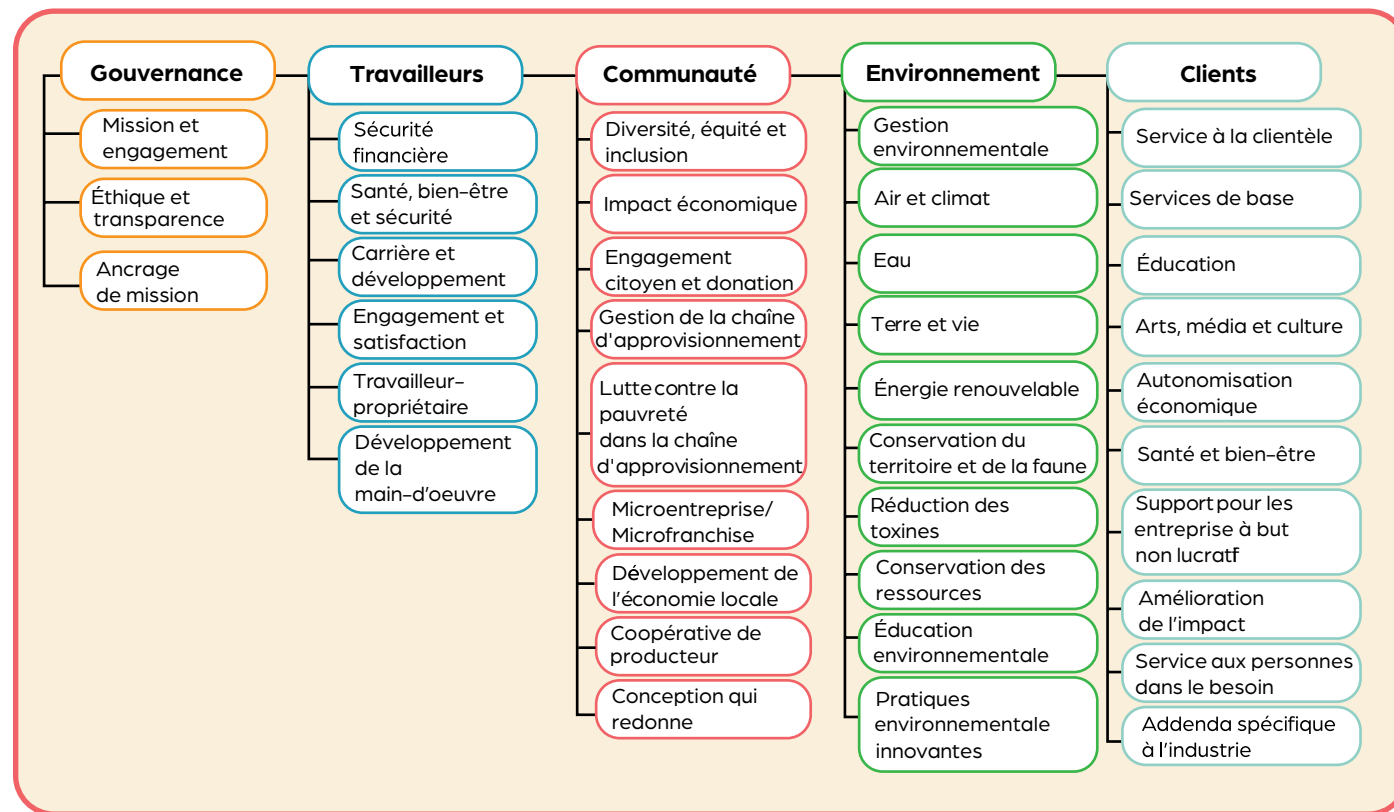 Gouvernance
Mission et
engagement
Éthique et
transparence
Ancrage
de mission
Travailleurs
Sécurité
financière
Santé, bien-être
et sécurité
Carrière et
développement
Engagement et
satisfaction
Travailleur-
propriétaire
Développement
de la
main-d'oeuvre
Communauté
Diversité, équité et
inclusion
Impact économique
Engagement
citoyen et donation
Gestion de la chaîne
d'approvisionnement
Lutte contre la
pauvreté
dans la chaîne
d'approvisionnement
Microentreprise/
Microfranchise
Développement de
l'économie locale
Coopérative de
producteur
Conception qui
redonne
Environnement
Gestion
environnementale
Air et climat
Eau
Terre et vie
Énergie renouvelable
Conservation du
territoire et de la faune
Réduction des
toxines
Conservation des
ressources
Éducation
environnementale
Pratiques
environnementale
innovantes
Clients
Service à la clientèle
Services de base
Éducation
Arts, média et culture
Autonomisation
économique
Santé et bien-être
Support pour les
entreprise à but
non lucratf
Amélioration
de l'impact
Service aux personnes
dans le besoin
Addenda spécifique
à l'industrie